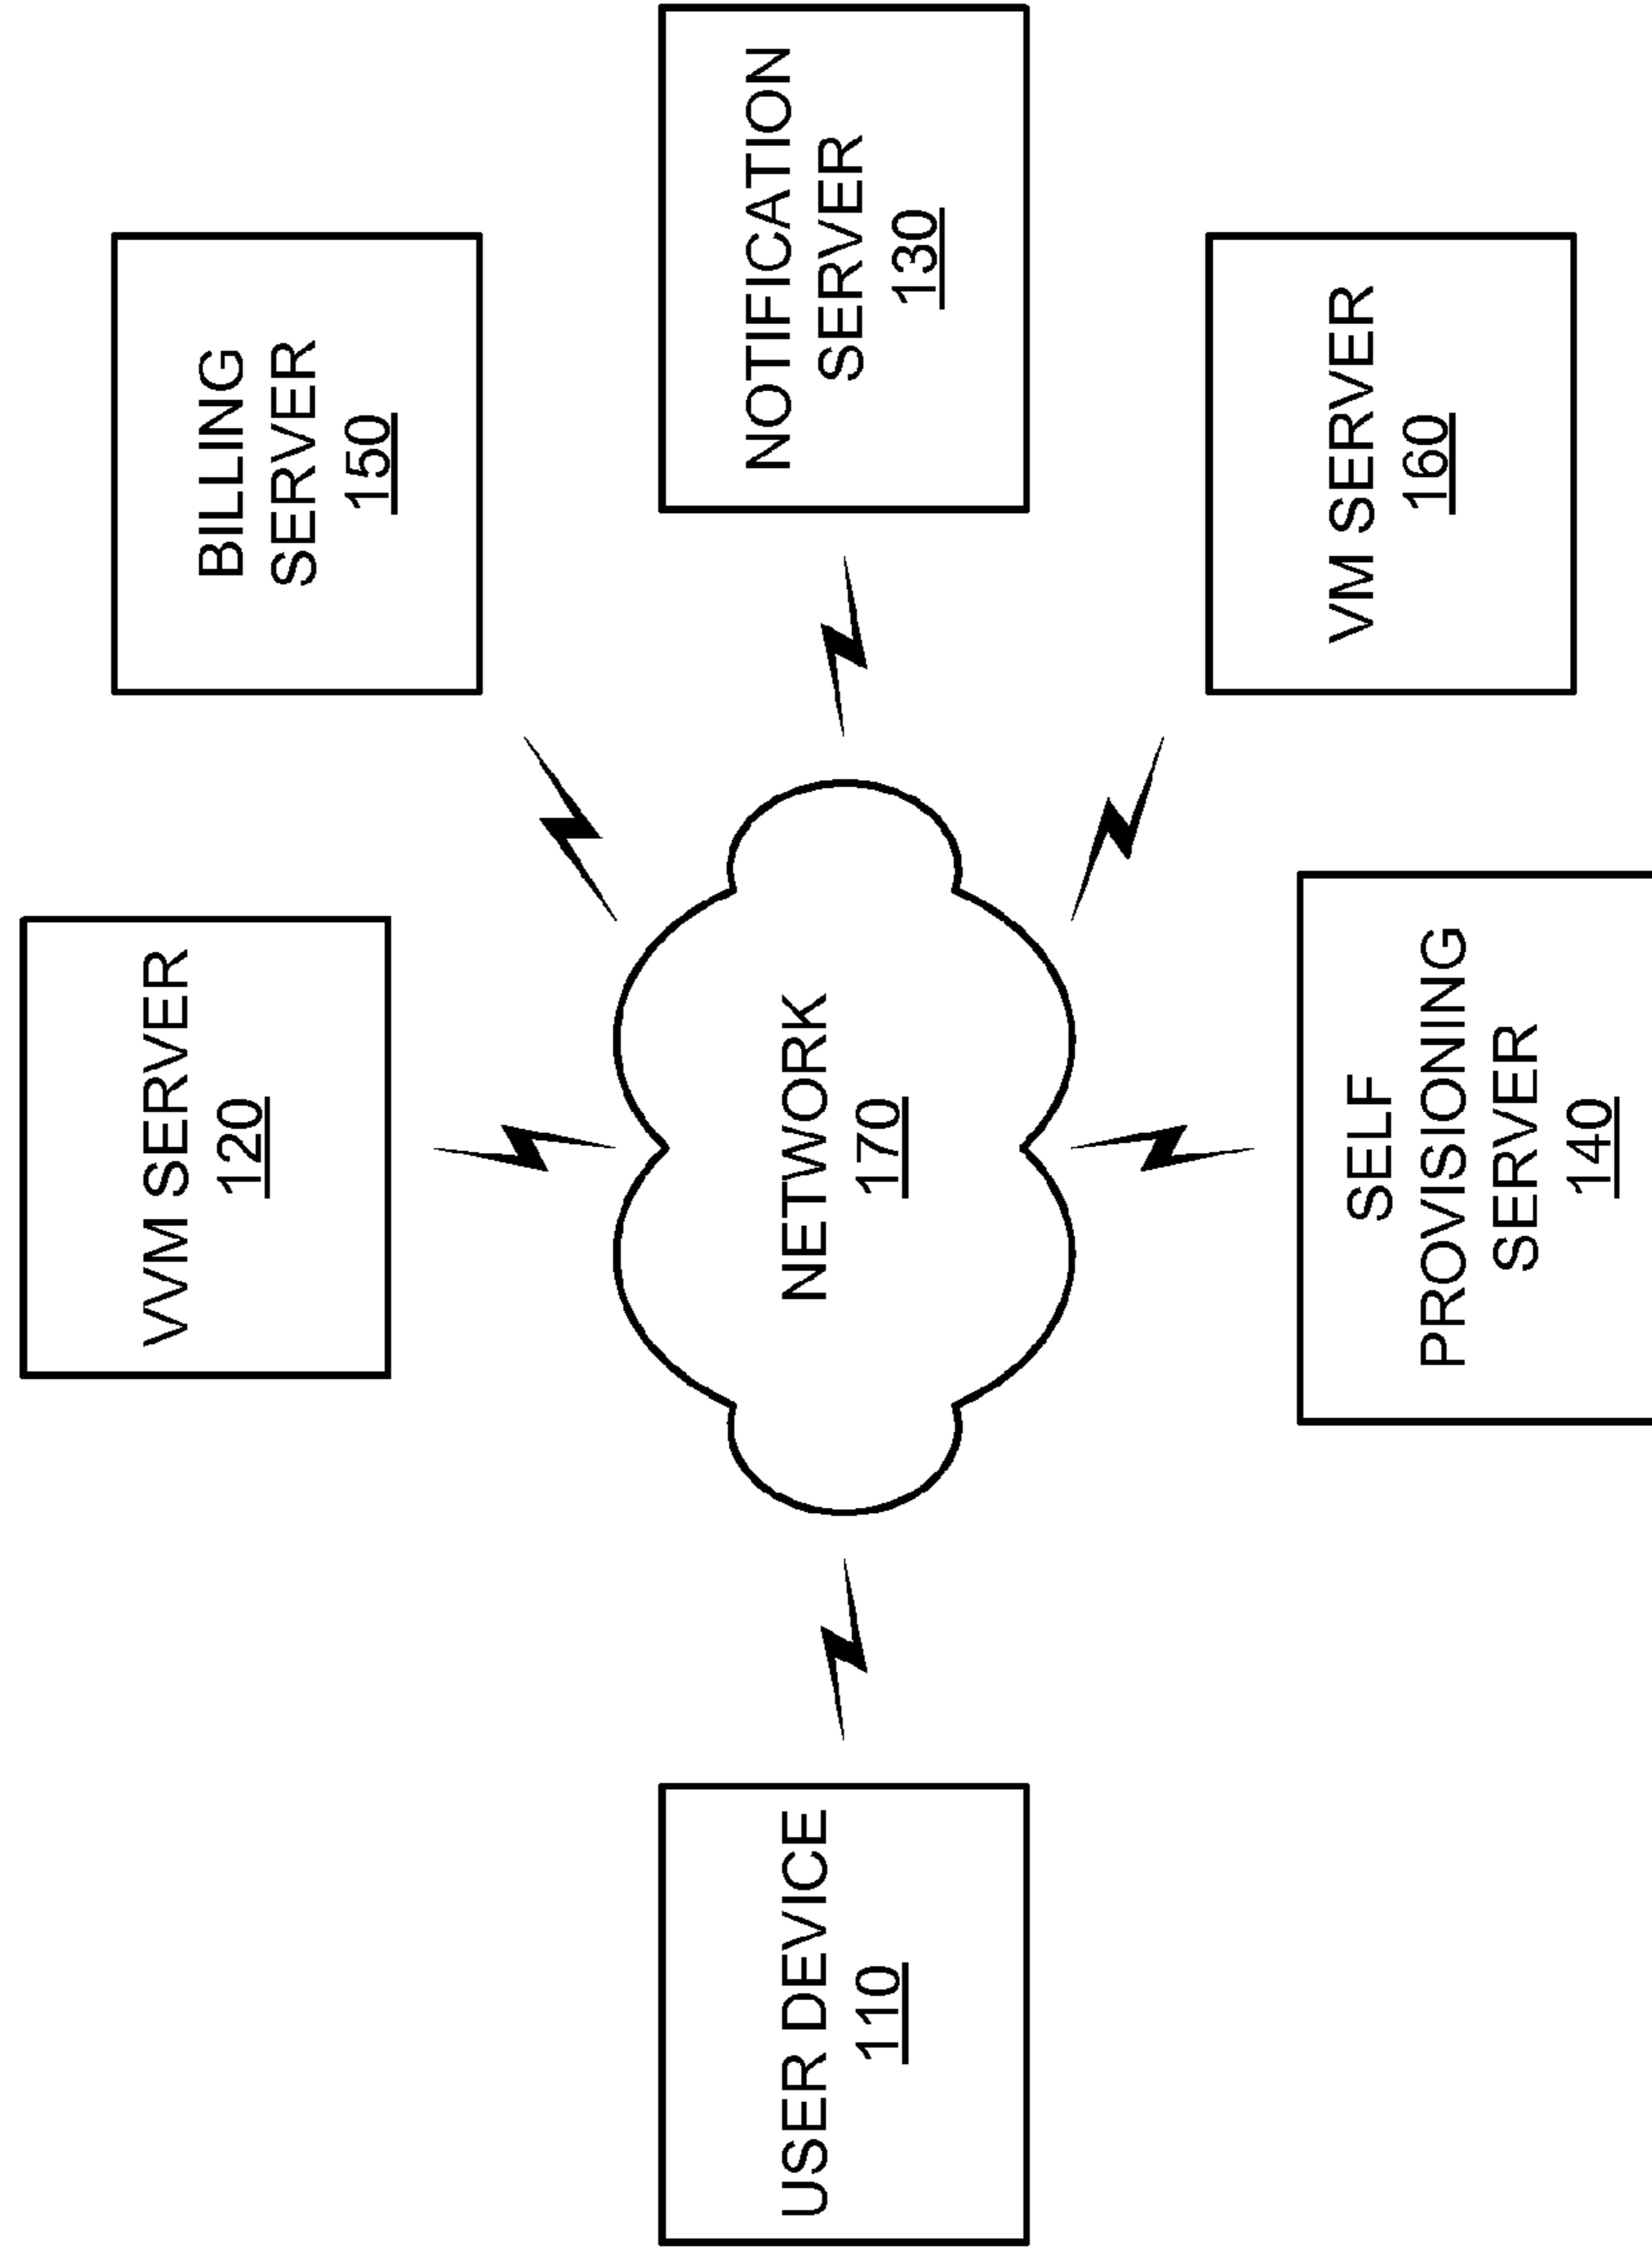 VVM SERVER
120
BILLING
SERVER
150
USER DEVICE
110
NETWORK
170
NOTIFICATION
SERVER
130
SELF
PROVISIONING
SERVER
140
VM SERVER
160